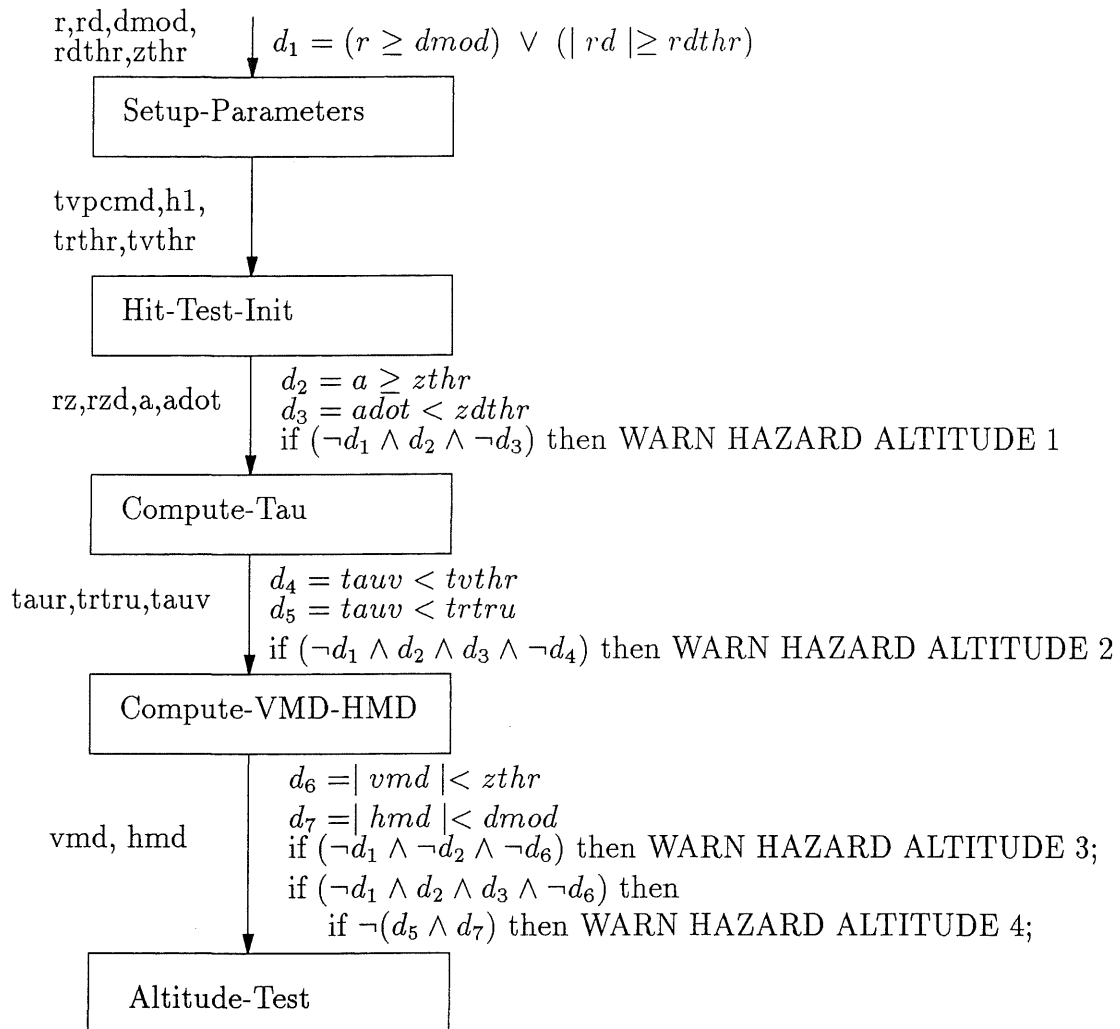 r,rd,dmod,
rdthr,zthr
d₁ = (r ≥ dmod) ∨ (| rd |≥ rdthr)
Setup-Parameters
tvpcmd,h1,
trthr,tvthr
Hit-Test-Init
rz,rzd,a,adot
d₂ = a ≥ zthr
d₃ = adot < zdthr
if (¬d₁ ∧ d₂ ∧ ¬d₃) then WARN HAZARD ALTITUDE 1
Compute-Tau
taur,trtru,tauv
d₄ = tauv < tvthr
d₅ = tauv < trtru
if (¬d₁ ∧ d₂ ∧ d₃ ∧ ¬d₄) then WARN HAZARD ALTITUDE 2
Compute-VMD-HMD
vmd, hmd
d₆ =| vmd |< zthr
d₇ =| hmd |< dmod
if (¬d₁ ∧ ¬d₂ ∧ ¬d₆) then WARN HAZARD ALTITUDE 3;
if (¬d₁ ∧ d₂ ∧ d₃ ∧ ¬d₆) then
if ¬(d₅ ∧ d₇) then WARN HAZARD ALTITUDE 4;
Altitude-Test